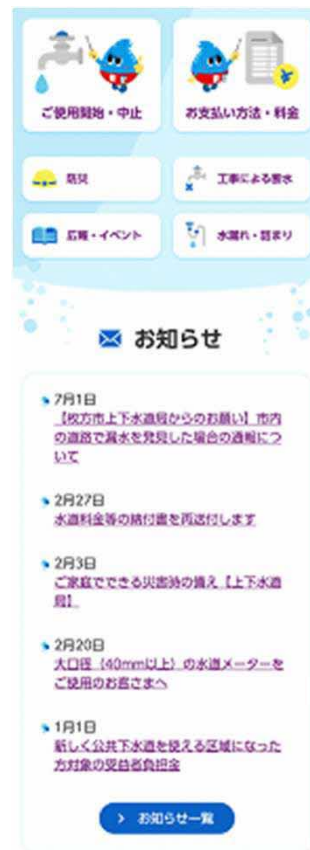 ご使用開始・中止
お支払い方法・料金
防災
工事による断水
広報・イベント
水漏れ・詰まり
お知らせ
7月1日
【枚方市上下水道局からのお願い】市内
の道路で漏水を発見した場合の通報につ
いて
2月27日
水道料金等の納付書を再送付します
2月3日
ご家庭でできる災害時の備え【上下水道
局】
2月20日
大口径（40mm以上）の水道メーターを
ご使用のお客さまへ
1月1日
新しく公共下水道を使える区域になった
方対象の受益者負担金
お知らせ一覧